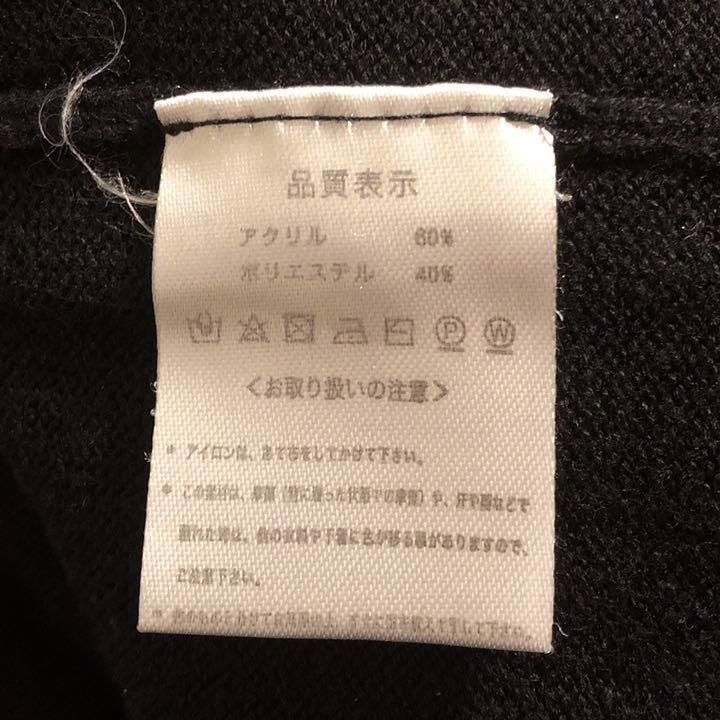 品質表示
アクリル 60%
ポリエステル 40%
P W
<お取り扱いの注意>
* アイロンは、あて布をしてかけて下さい。
* この素材は、摩擦（特に湿った状態での摩擦）や、汗や雨などで
濡れた時は、他の衣料や下着に色が移る事がありますので、
ご注意下さい。